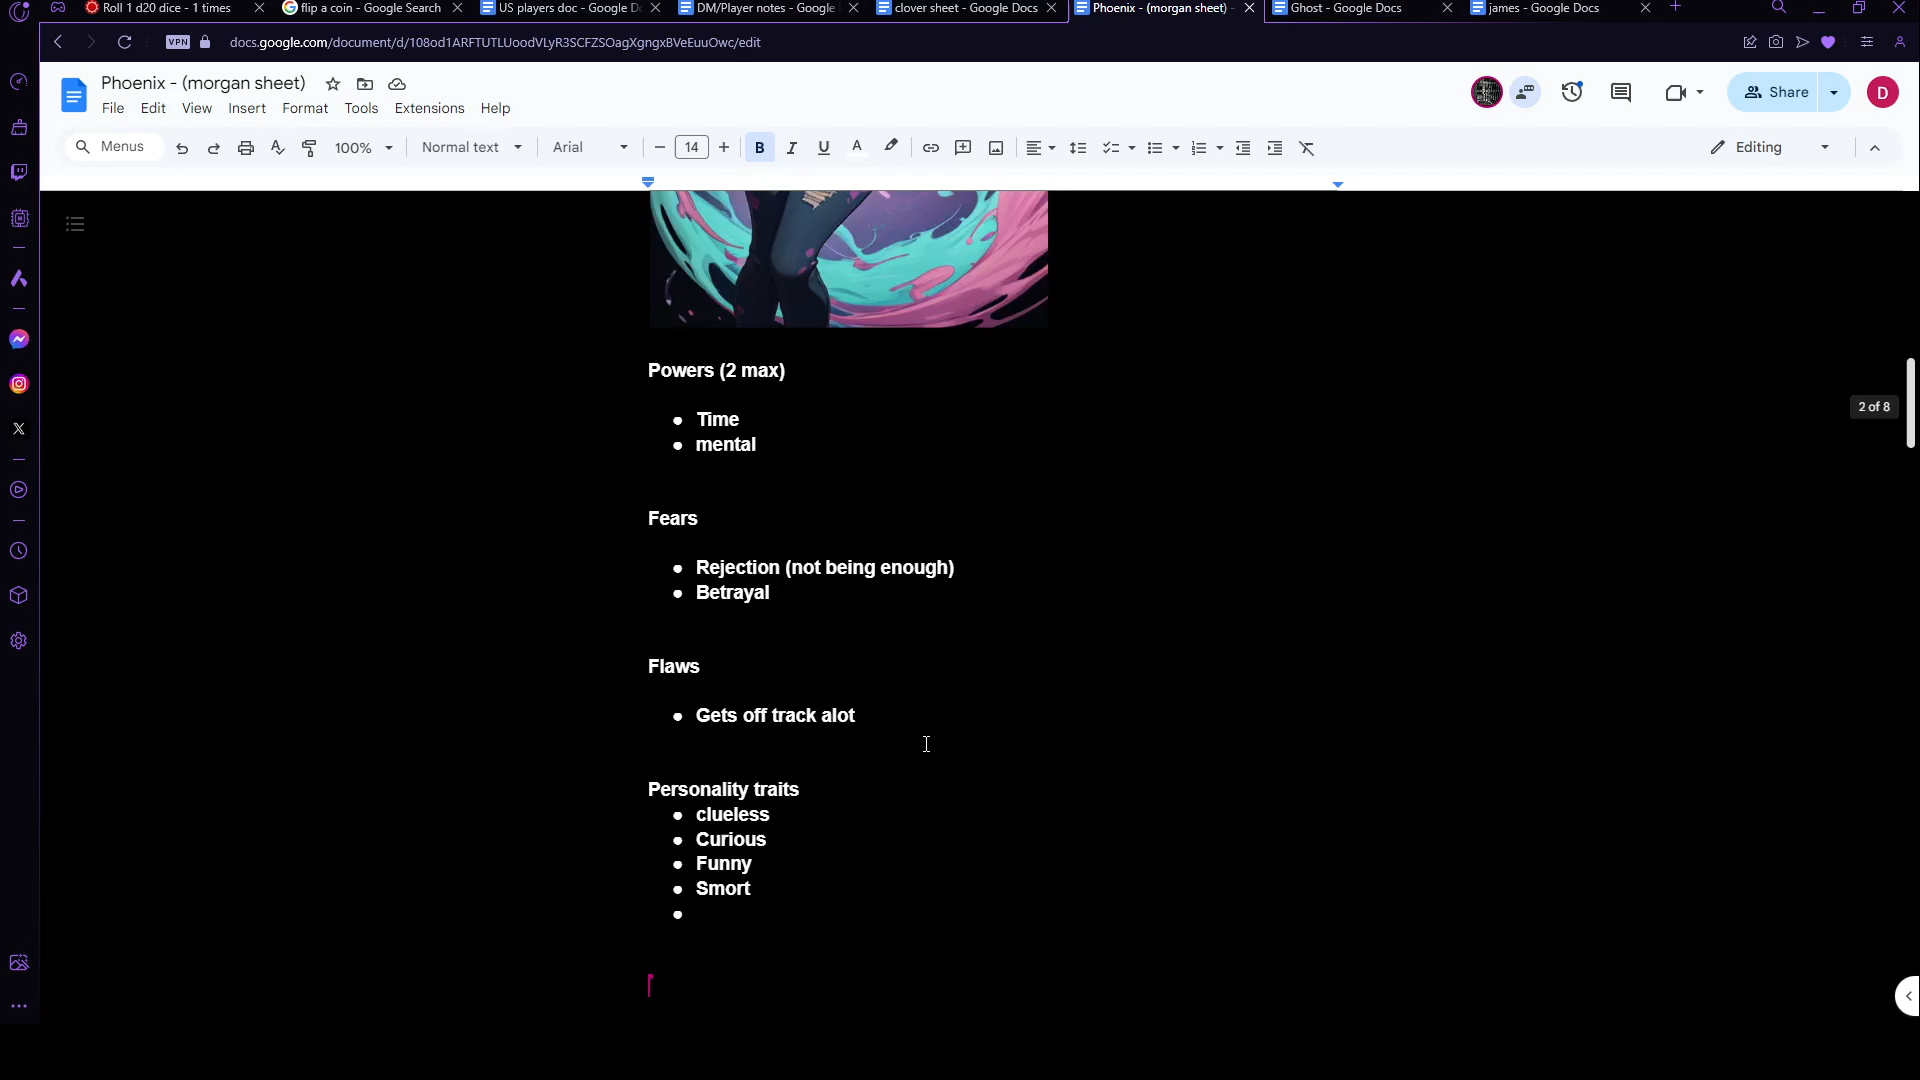 Roll 1 d20 dice - 1 times
flip a coin - Google Search
US players doc - Google D
DM/Player notes - Google
clover sheet - Google Docs
Phoenix - (morgan sheet) -
Ghost - Google Docs
james - Google Docs
VPN
docs.google.com/document/d/108od1ARFTUTLUoodVLyR3SCFZSOagXgngxBVeEuuOwc/edit
Phoenix - (morgan sheet)
File Edit View Insert Format Tools Extensions Help
Share
D
Menus
100%
Normal text
Arial
14
Editing
Powers (2 max)
Time
mental
2 of 8
Fears
Rejection (not being enough)
Betrayal
Flaws
Gets off track alot
Personality traits
clueless
Curious
Funny
Smort